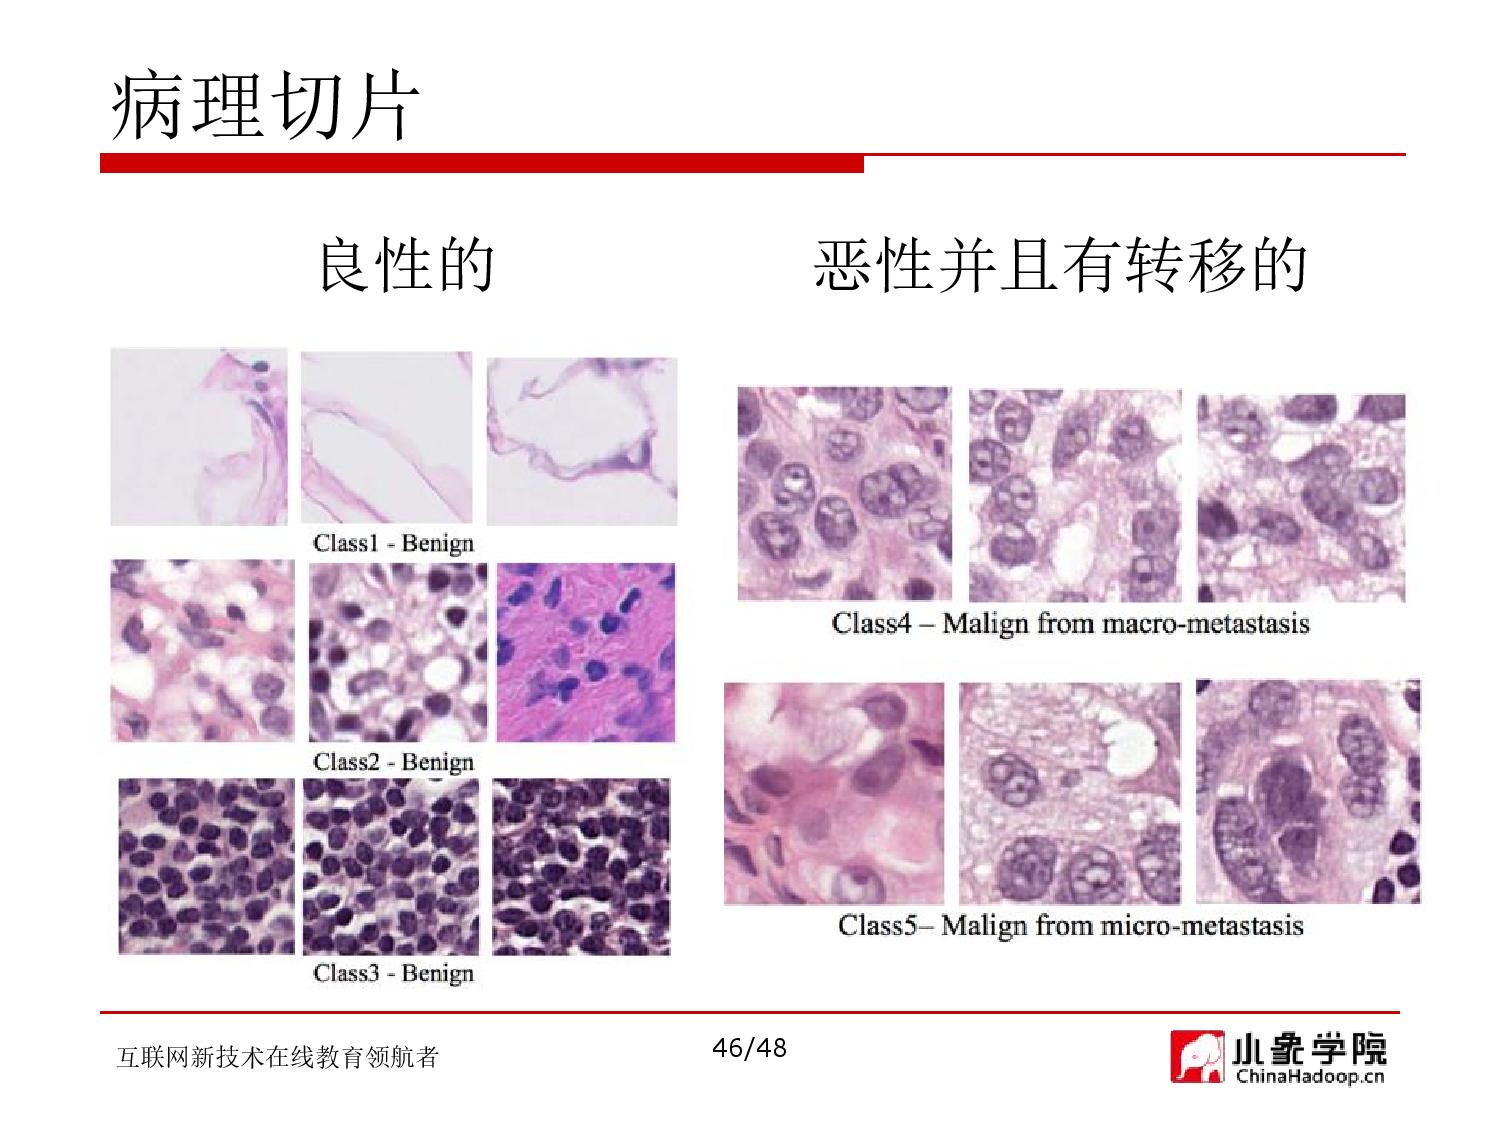 病理切片
良性的
恶性并且有转移的
Class1 - Benign
Class2 - Benign
Class3 - Benign
Class4 – Malign from macro-metastasis
Class5– Malign from micro-metastasis
互联网新技术在线教育领航者
46/48
小象学院
ChinaHadoop.cn